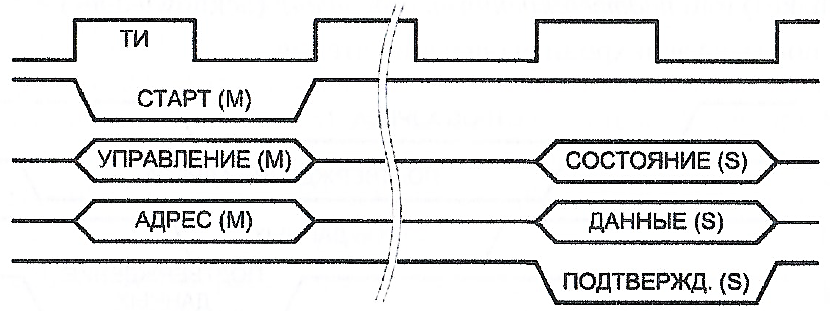 ТИ
СТАРТ (M)
УПРАВЛЕНИЕ (M)
СОСТОЯНИЕ (S)
АДРЕС (M)
ДАННЫЕ (S)
ПОДТВЕРЖД. (S)